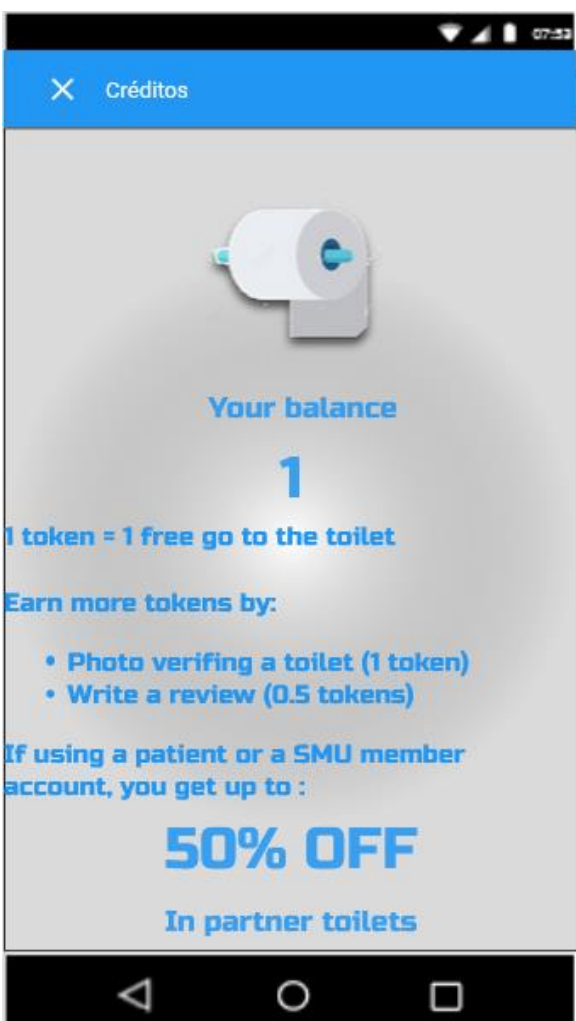 07:53
Créditos
Your balance
1
1 token = 1 free go to the toilet
Earn more tokens by:
• Photo verifing a toilet (1 token)
• Write a review (0.5 tokens)
If using a patient or a SMU member
account, you get up to :
50% OFF
In partner toilets